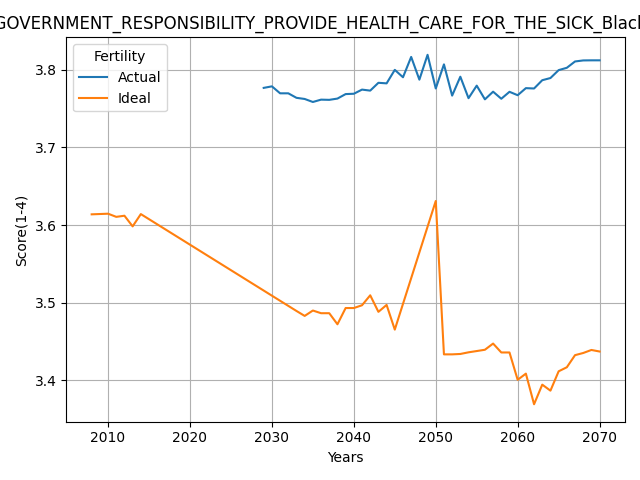 GOVERNMENT_RESPONSIBILITY_PROVIDE_HEALTH_CARE_FOR_THE_SICK_Black
Fertility
Actual
Ideal
3.8
3.7
3.6
3.5
3.4
Score(1-4)
2010 2020 2030 2040 2050 2060 2070
Years